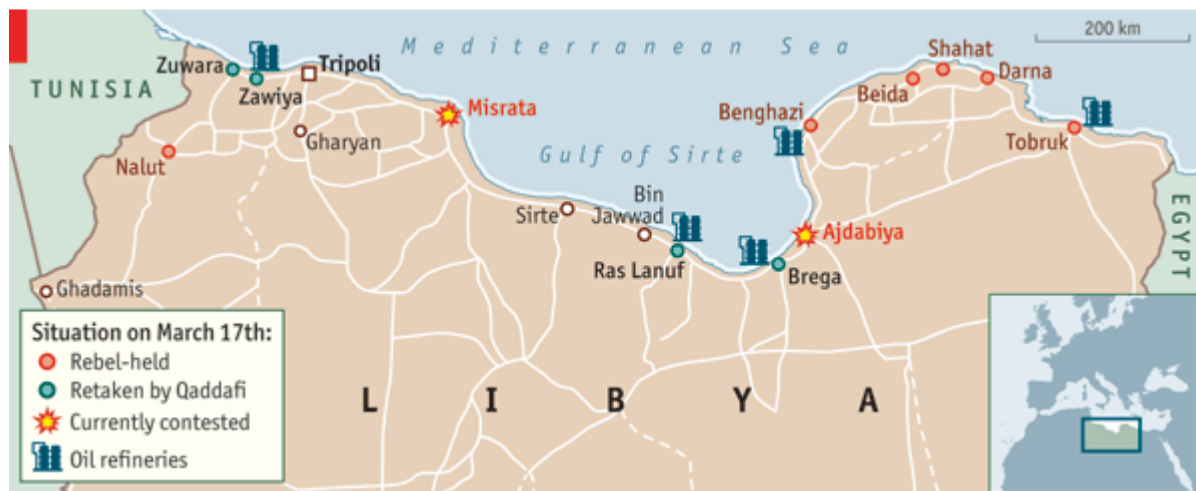 Mediterranean Sea
200 km
Shahat
Zuwara
Tripoli
Darna
TUNISIA
Zawiya
Beida
Misrata
Benghazi
Gharyan
Tobruk
Nalut
Gulf of Sirte
Bin
Jawwad
Sirte
EGYPT
Ajdabiya
Ras Lanuf
Brega
Ghadamis
Situation on March 17th:
Rebel-held
Retaken by Qaddafi
Currently contested
Oil refineries
LIBYA